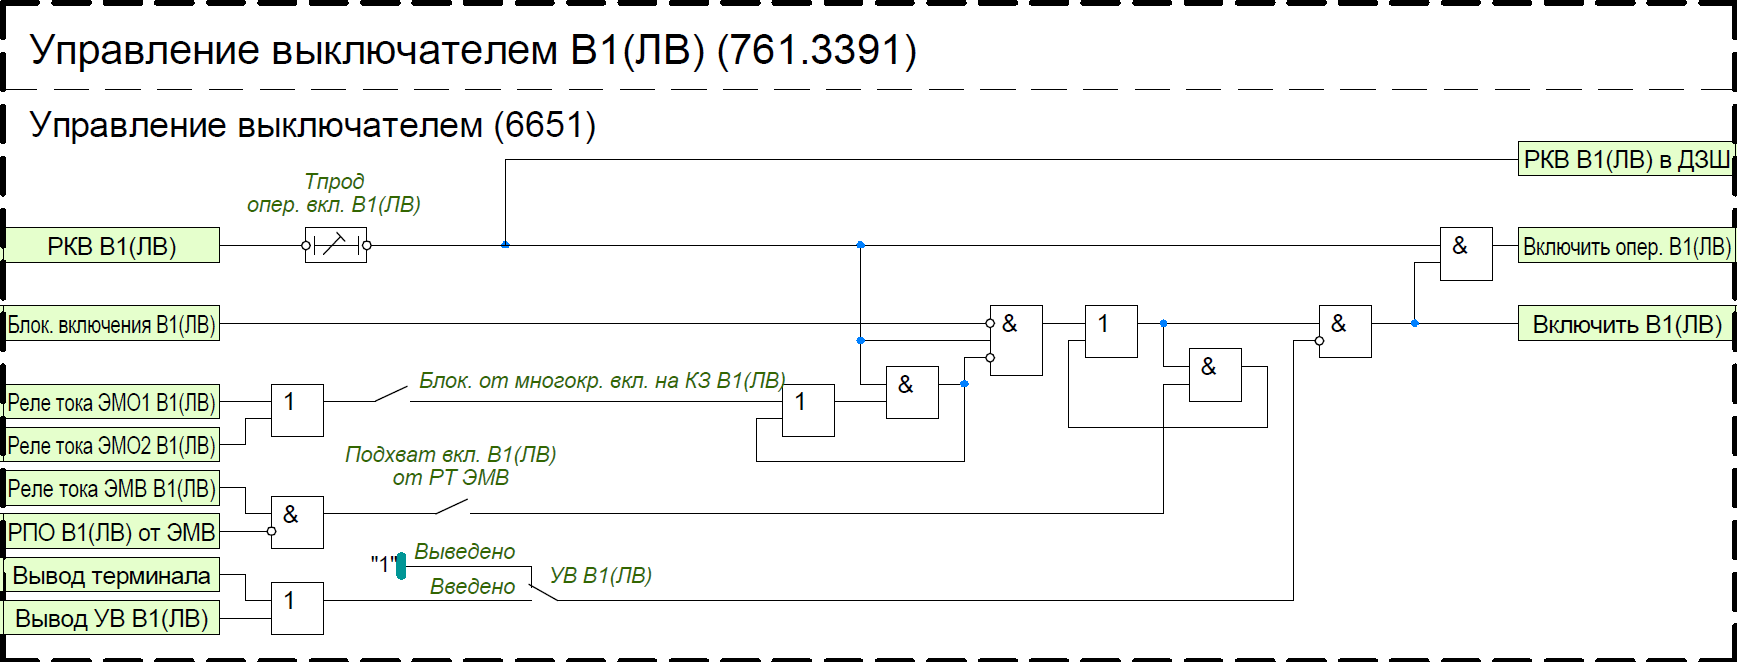 Управление выключателем В1(ЛВ) (761.3391)
Управление выключателем (6651)
РКВ В1(ЛВ) в ДЗШ
Tпрод
опер. вкл. В1(ЛВ)
РКВ В1(ЛВ)
&
Включить опер. В1(ЛВ)
Блок. включения В1(ЛВ)
&
1
&
Включить В1(ЛВ)
&
Блок. от многокр. вкл. на КЗ В1(ЛВ)
&
Реле тока ЭМО1 В1(ЛВ)
1
1
Реле тока ЭМО2 В1(ЛВ)
Подхват вкл. В1(ЛВ)
от РТ ЭМВ
Реле тока ЭМВ В1(ЛВ)
&
РПО В1(ЛВ) от ЭМВ
Выведено
"1"
Вывод терминала
УВ В1(ЛВ)
Введено
1
Вывод УВ В1(ЛВ)